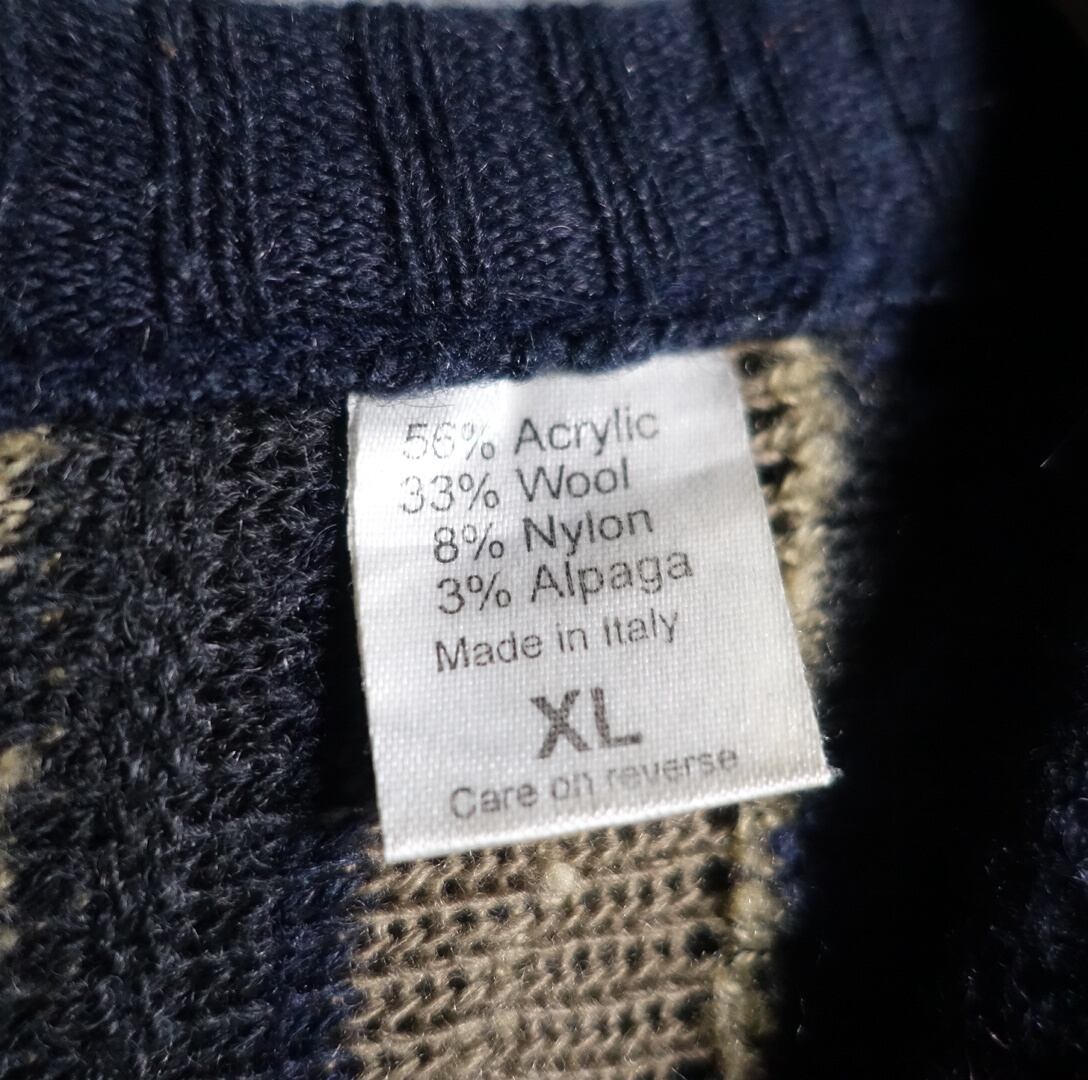 56% Acrylic
33% Wool
8% Nylon
3% Alpaga
Made in Italy
XL
Care on reverse